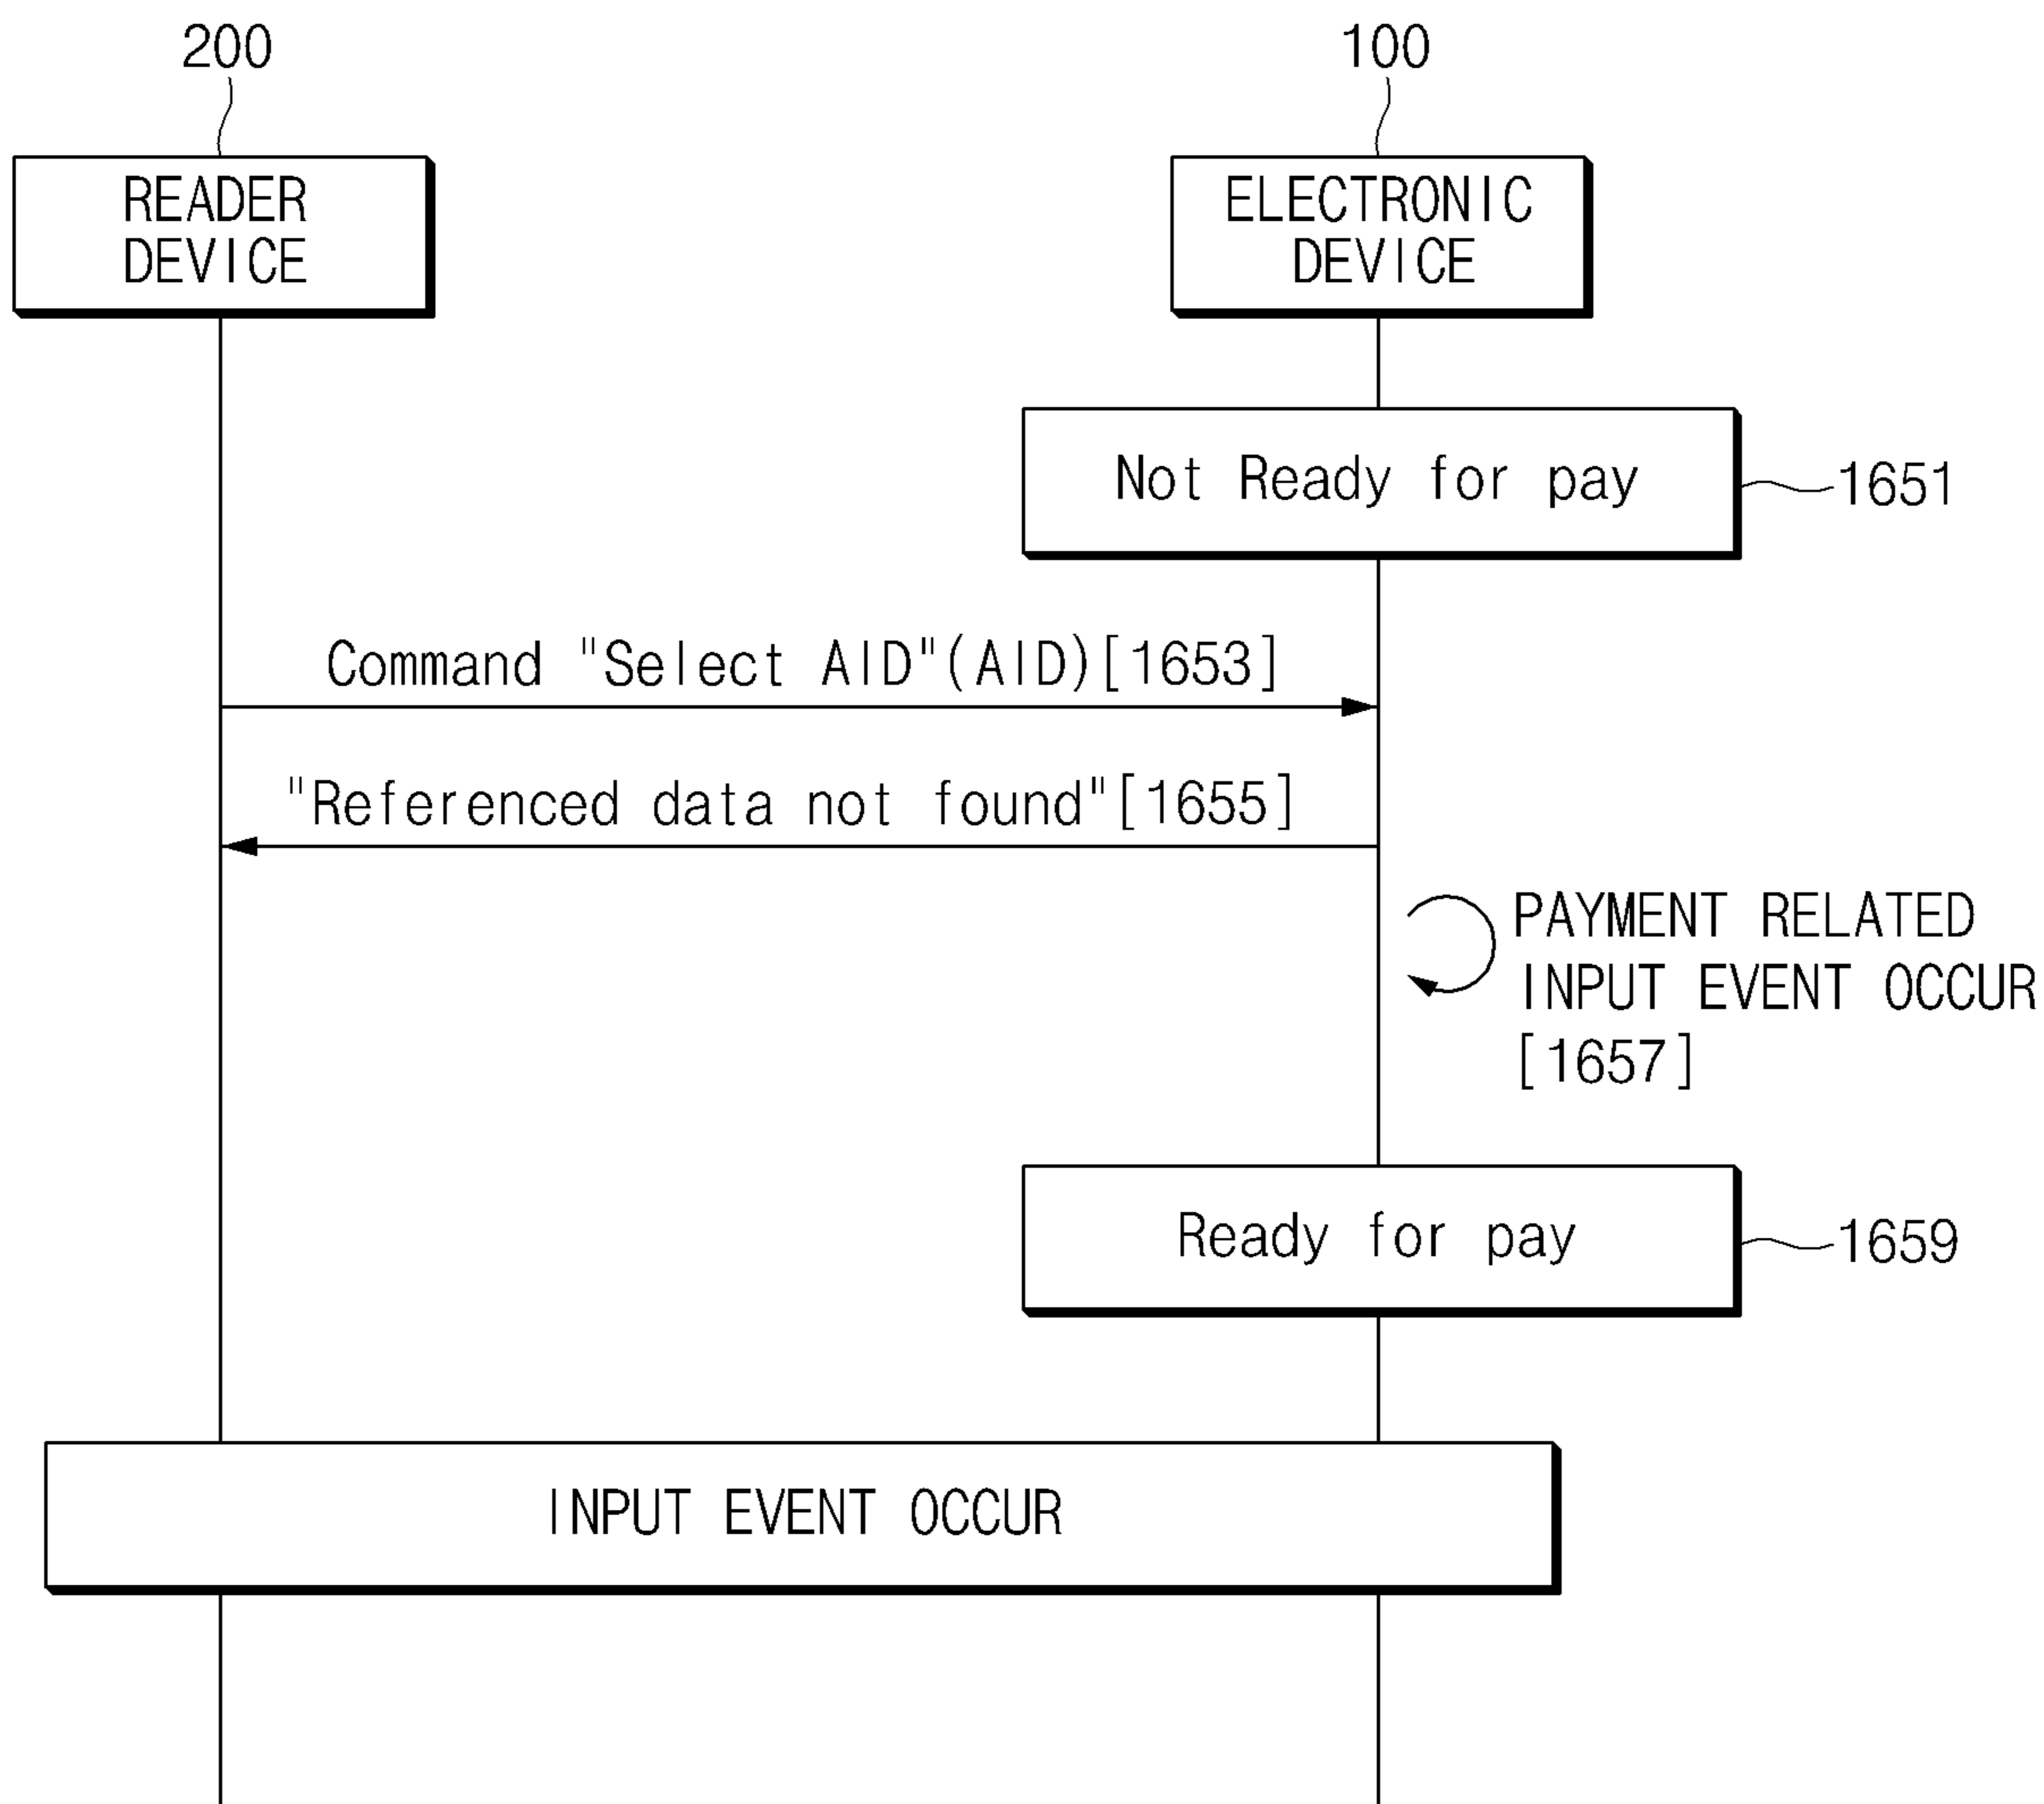 200
100
READER
DEVICE
ELECTRONIC
DEVICE
Not Ready for pay
1651
Command "Select AID"(AID)[1653]
"Referenced data not found"[1655]
PAYMENT RELATED
INPUT EVENT OCCUR
[1657]
Ready for pay
1659
INPUT EVENT OCCUR